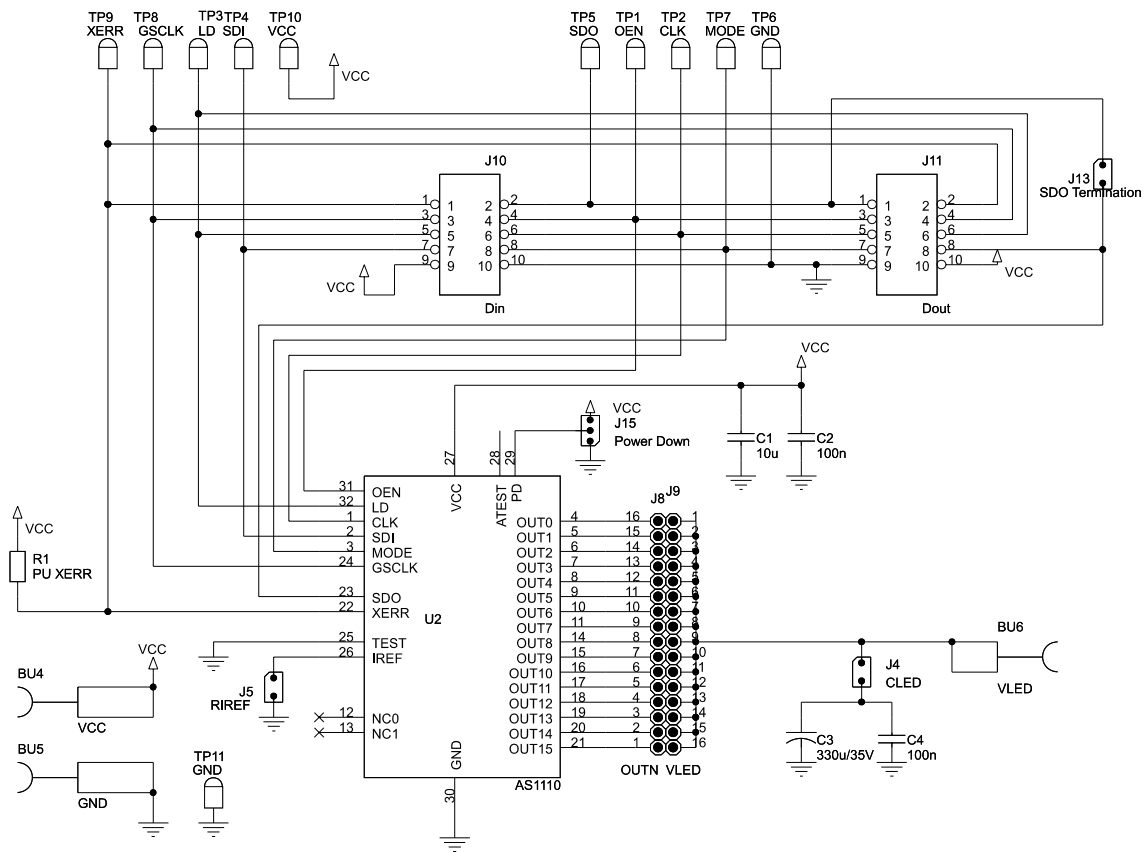 TP9 TP8 TP3 TP4 TP10 TP5 TP1 TP2 TP7 TP6
XERR GSCLK LD SDI VCC SDO OEN CLK MODE GND
VCC
J10 J11
J13
SDO Termination
1 1 2 2 1 1 2 2
3 3 4 4 3 3 4 4
5 5 6 6 5 5 6 6
7 7 8 8 7 7 8 8
9 9 10 10 9 9 10 10
VCC VCC
Din Dout
VCC
VCC
J15
Power Down
C1
10u
C2
100n
27 28 29
VCC ATEST PD
J8 J9
31 OEN
32 LD
1 CLK
2 SDI
3 MODE
24 GSCLK
23 SDO
22 XERR
25 TEST
26 IREF
12 NC0
13 NC1
U2
OUT0 4 16 1
OUT1 5 15 2
OUT2 6 14 3
OUT3 7 13 4
OUT4 8 12 5
OUT5 9 11 6
OUT6 10 10 7
OUT7 11 9 8
OUT8 14 8 9
OUT9 15 7 10
OUT10 16 6 11
OUT11 17 5 12
OUT12 18 4 13
OUT13 19 3 14
OUT14 20 2 15
OUT15 21 1 16
OUTN VLED
GND
30
AS1110
VCC
R1
PU XERR
J5
RIREF
BU4
VCC
VCC
BU5
GND
TP11
GND
BU6
VLED
J4
CLED
C3
330u/35V
C4
100n